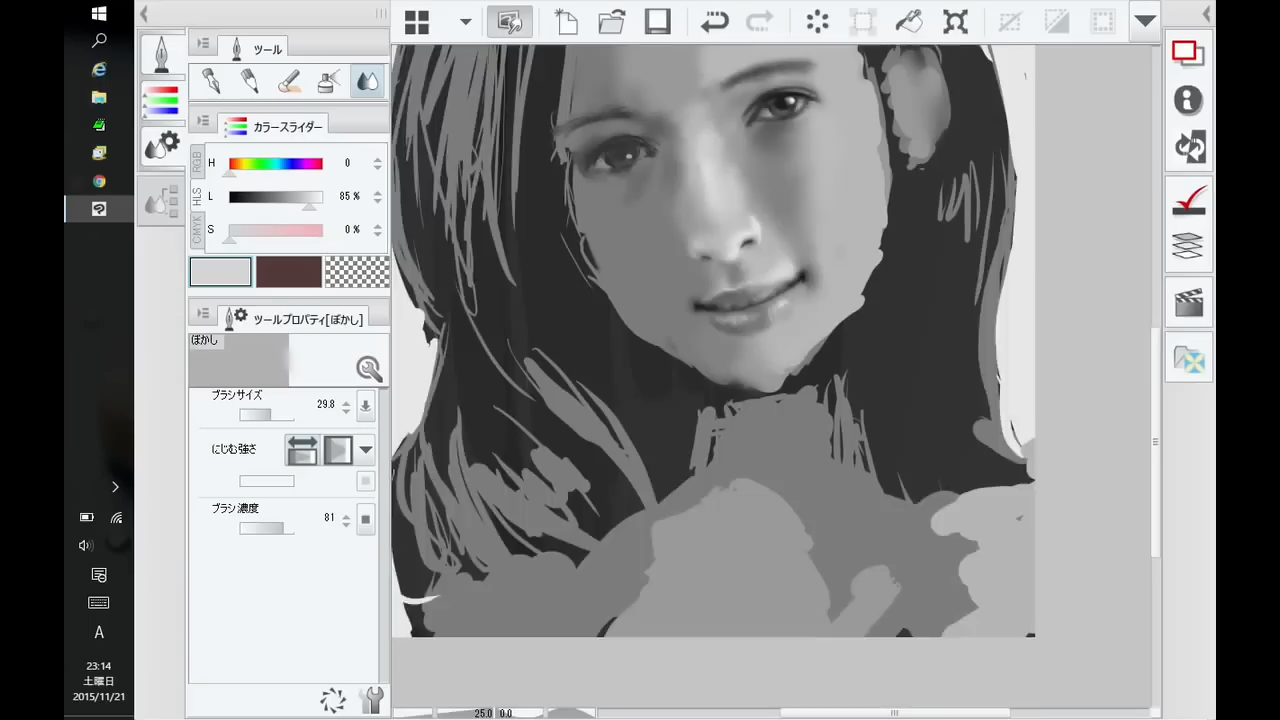 ツール
カラースライダー
RGB
HLS
CMYK
H 0
L 85 %
S 0 %
ツールプロパティ[ぼかし]
ぼかし
ブラシサイズ 29.8
にじむ強さ
ブラシ濃度 81
A
23:14
土曜日
2015/11/21
25.0 0.0